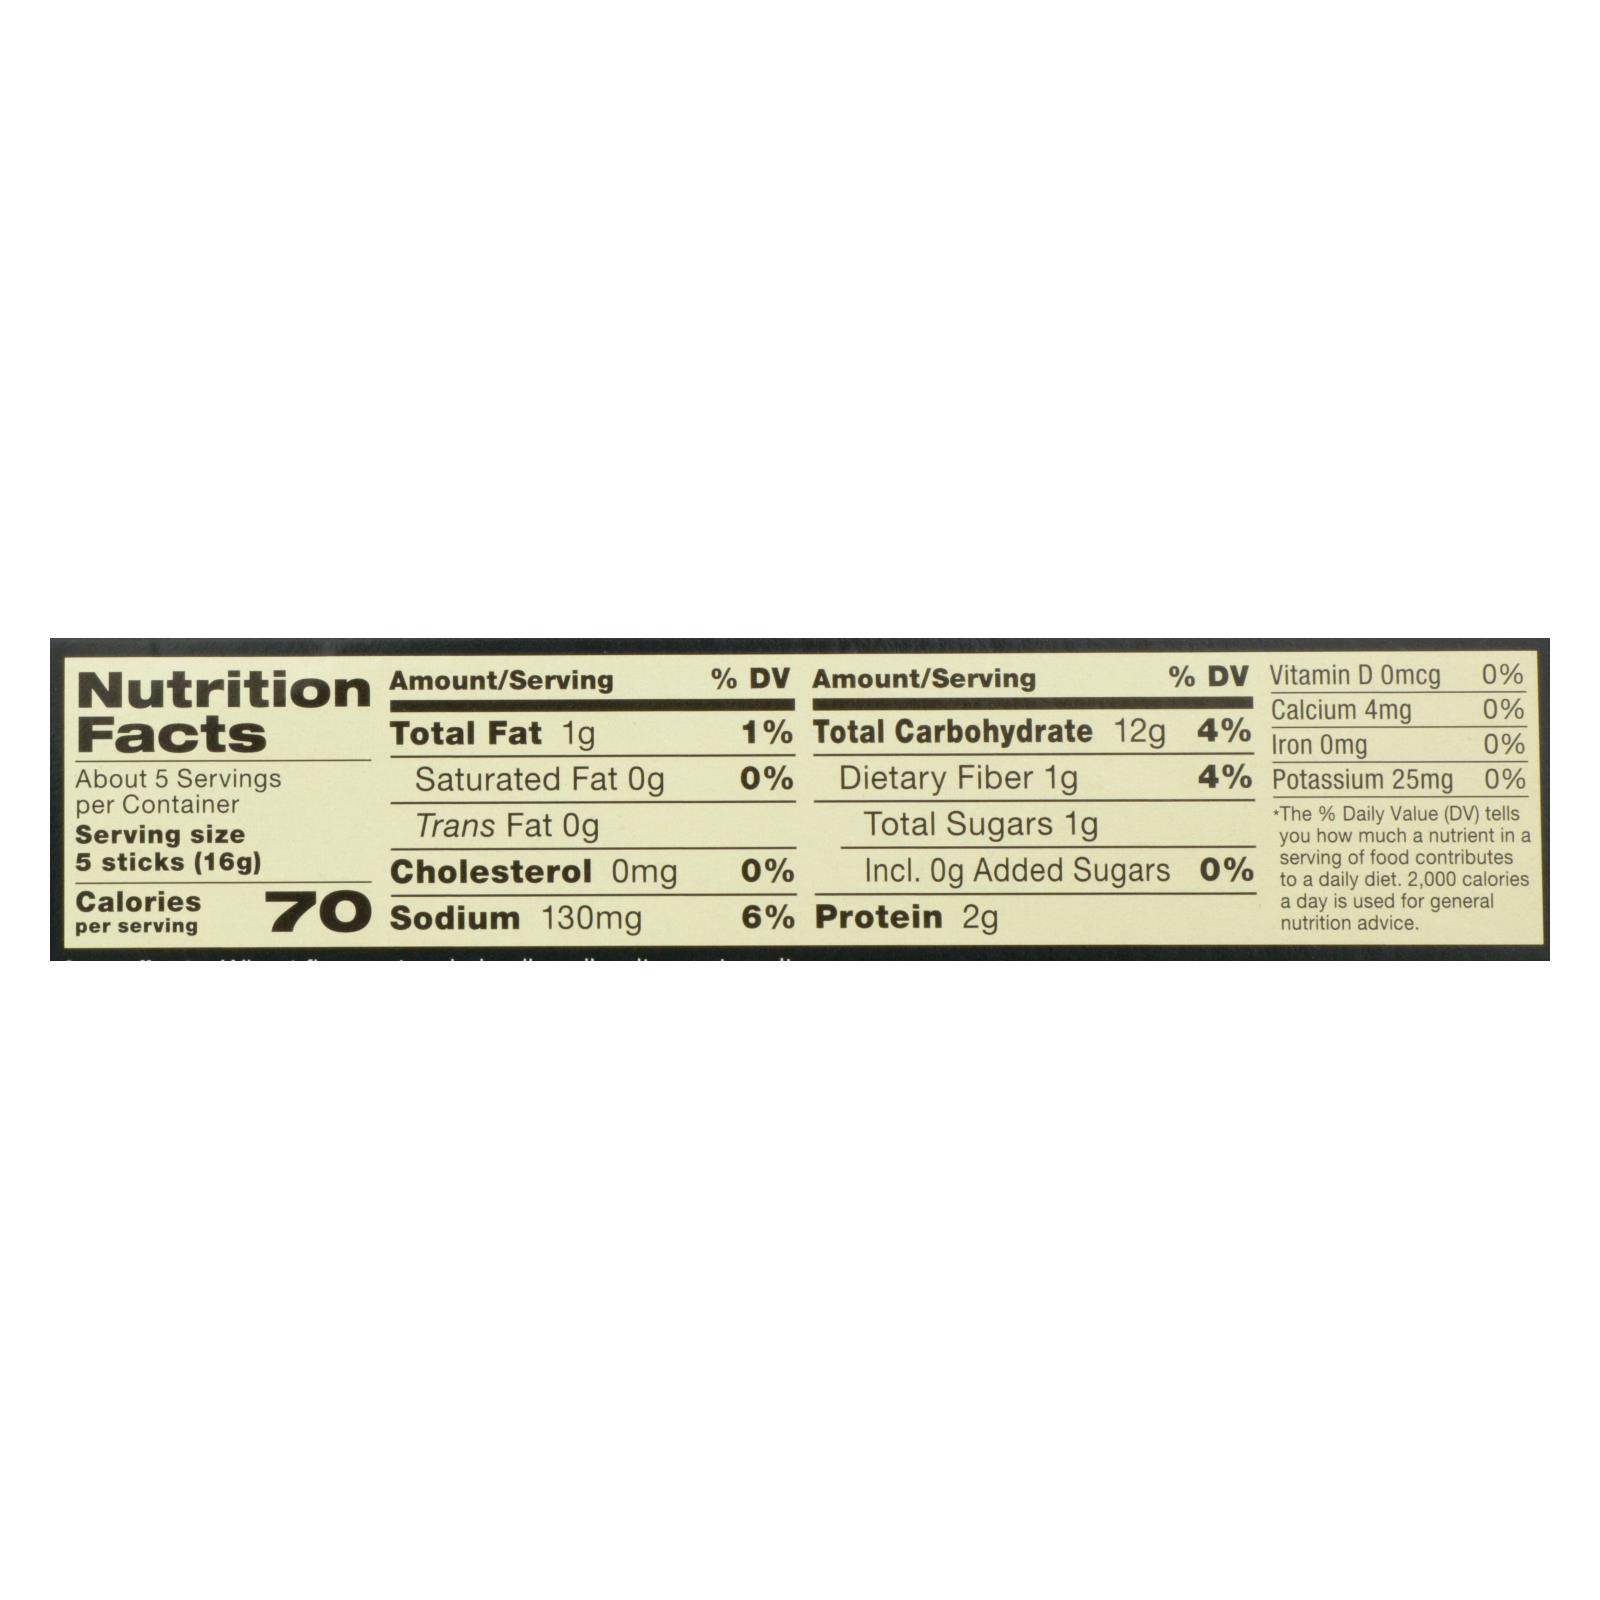 Nutrition
Facts
About 5 Servings
per Container
Serving size
5 sticks (16g)
Calories
per serving
70
Amount/Serving % DV
Total Fat 1g 1%
Saturated Fat 0g 0%
Trans Fat 0g
Cholesterol 0mg 0%
Sodium 130mg 6%
Amount/Serving % DV
Total Carbohydrate 12g 4%
Dietary Fiber 1g 4%
Total Sugars 1g
Incl. 0g Added Sugars 0%
Protein 2g
Vitamin D 0mcg 0%
Calcium 4mg 0%
Iron 0mg 0%
Potassium 25mg 0%
*The % Daily Value (DV) tells
you how much a nutrient in a
serving of food contributes
to a daily diet. 2,000 calories
a day is used for general
nutrition advice.